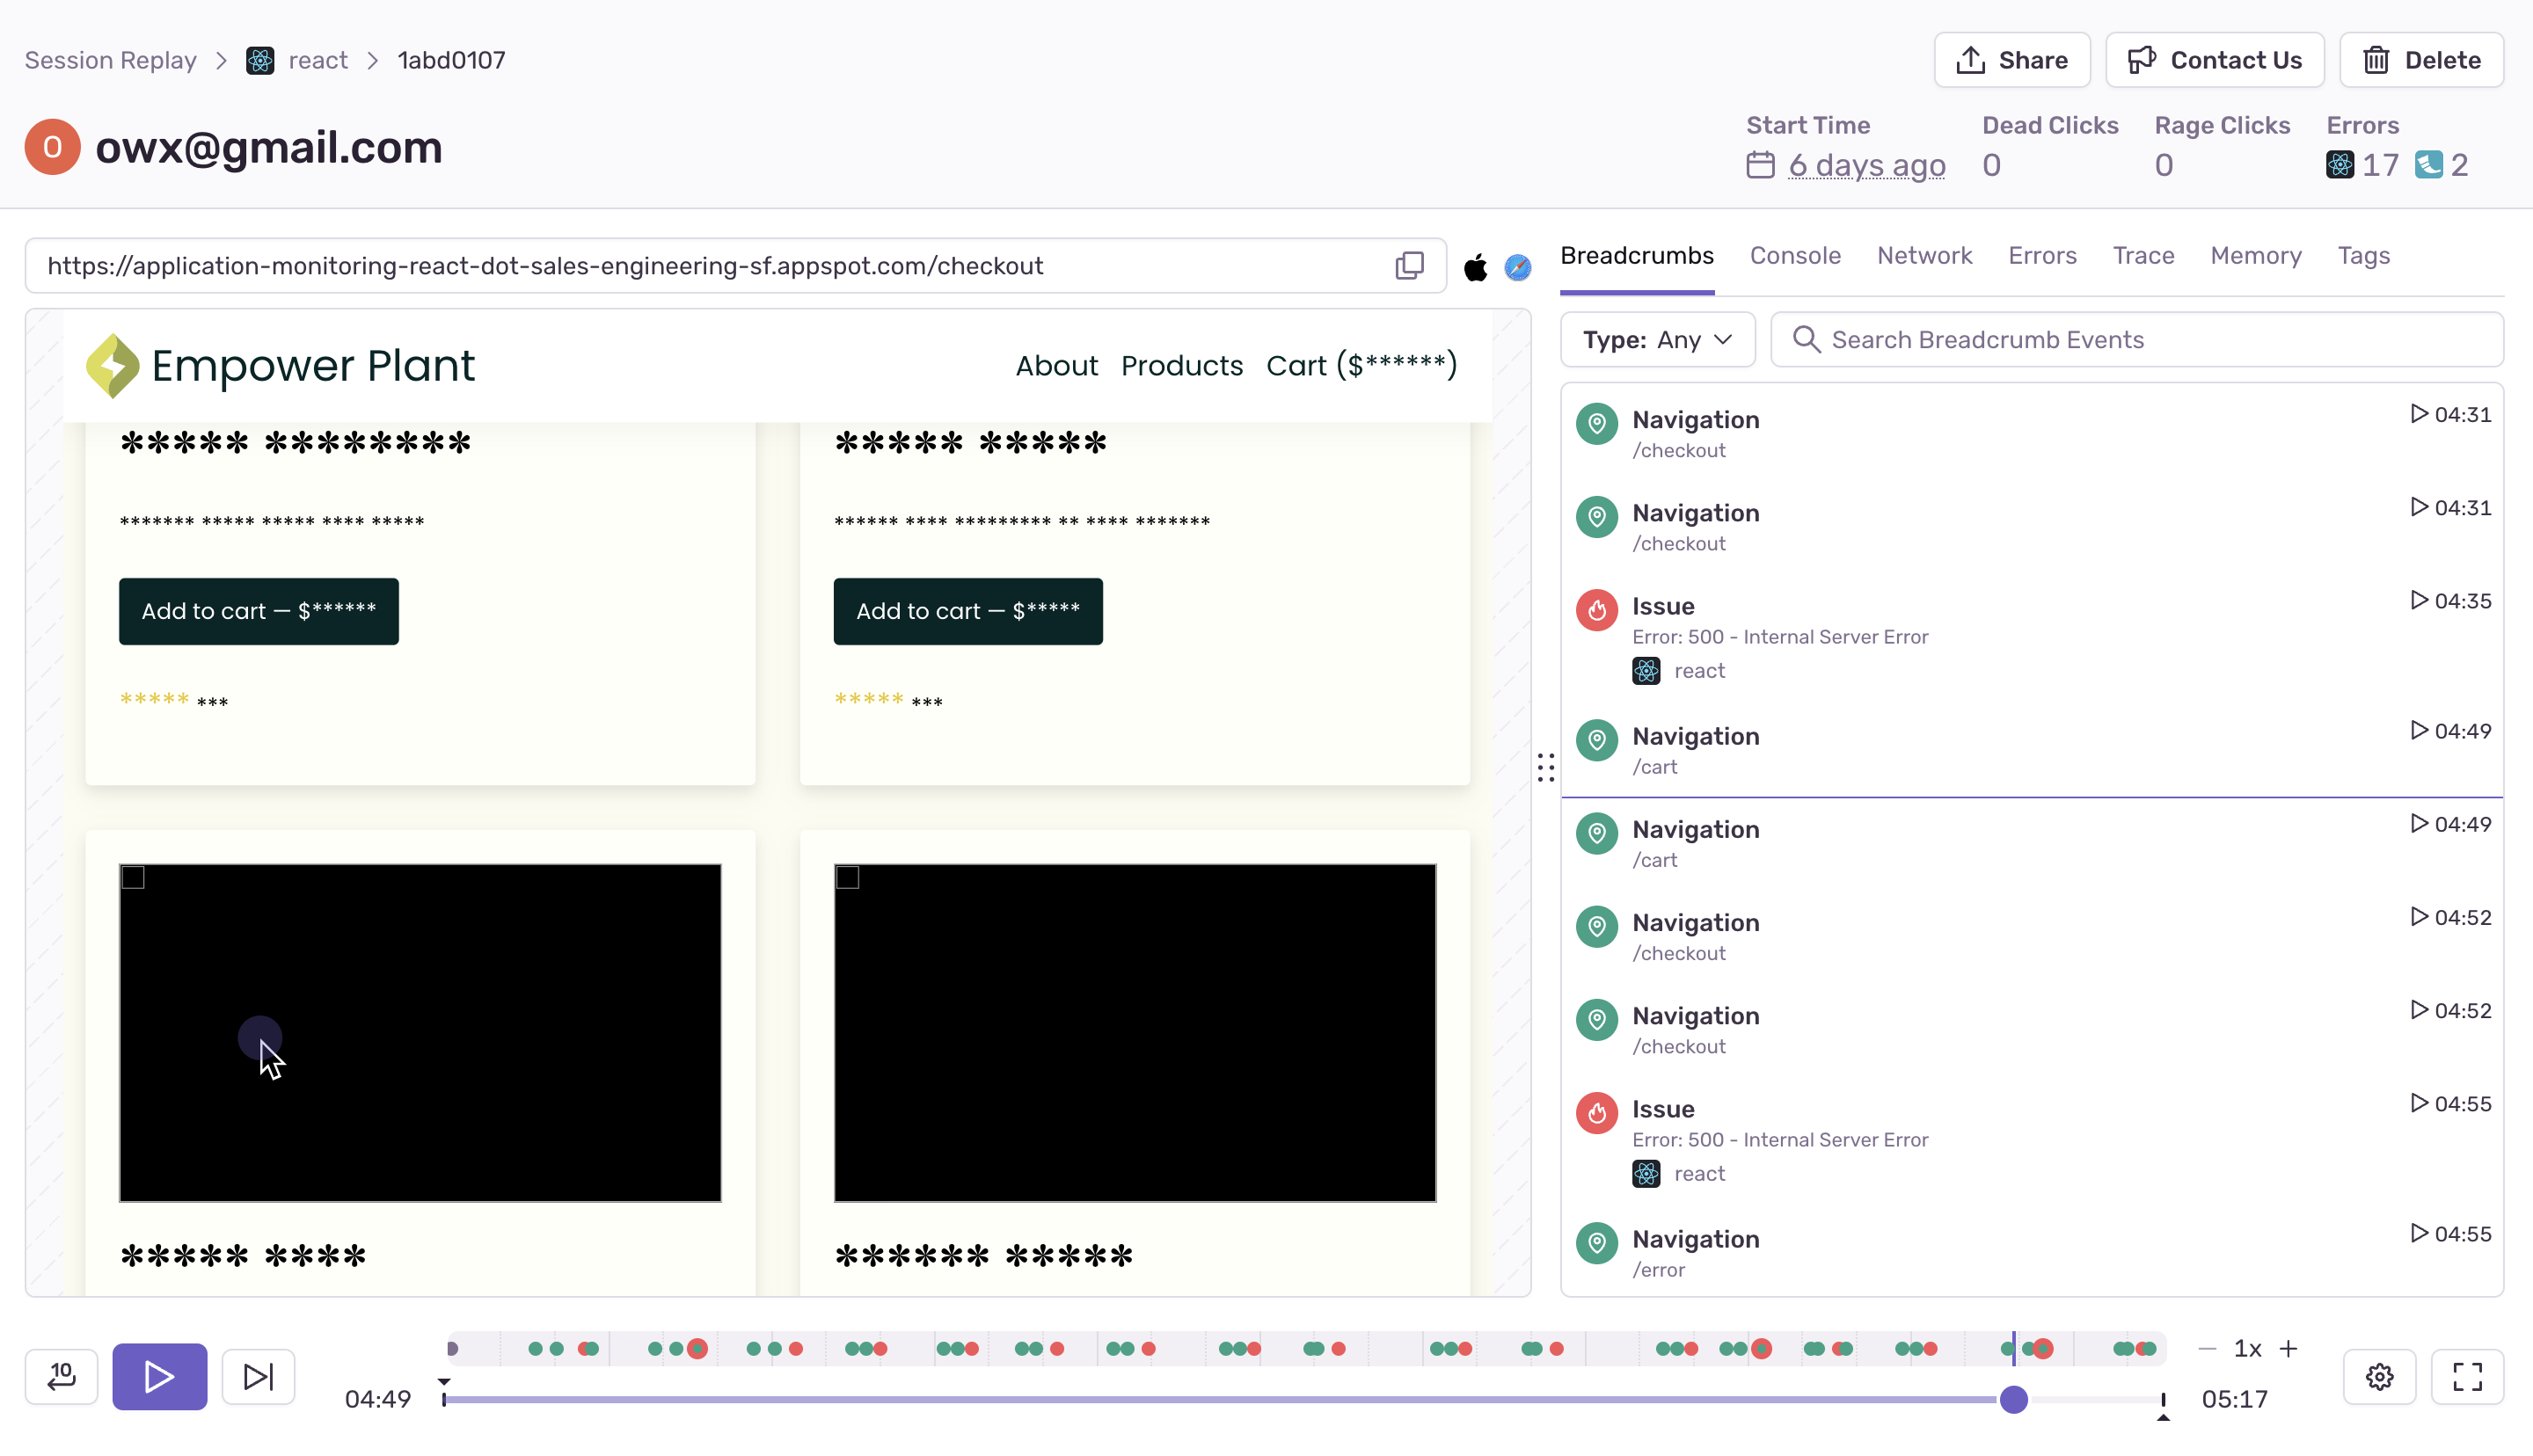 Session Replay > react > 1abd0107
Share
Contact Us
Delete
O
owx@gmail.com
Start Time
6 days ago
Dead Clicks
0
Rage Clicks
0
Errors
17
2
https://application-monitoring-react-dot-sales-engineering-sf.appspot.com/checkout
Empower Plant
About Products Cart ($******)
***** ********
******* ***** ***** **** *****
Add to cart — $******
***** ***
***** *****
****** **** ********* ** **** *******
Add to cart — $*****
***** ***
***** ****
****** *****
Breadcrumbs Console Network Errors Trace Memory Tags
Type: Any
Search Breadcrumb Events
Navigation 04:31
/checkout
Navigation 04:31
/checkout
Issue 04:35
Error: 500 - Internal Server Error
react
Navigation 04:49
/cart
Navigation 04:49
/cart
Navigation 04:52
/checkout
Navigation 04:52
/checkout
Issue 04:55
Error: 500 - Internal Server Error
react
Navigation 04:55
/error
10
04:49
− 1x +
05:17